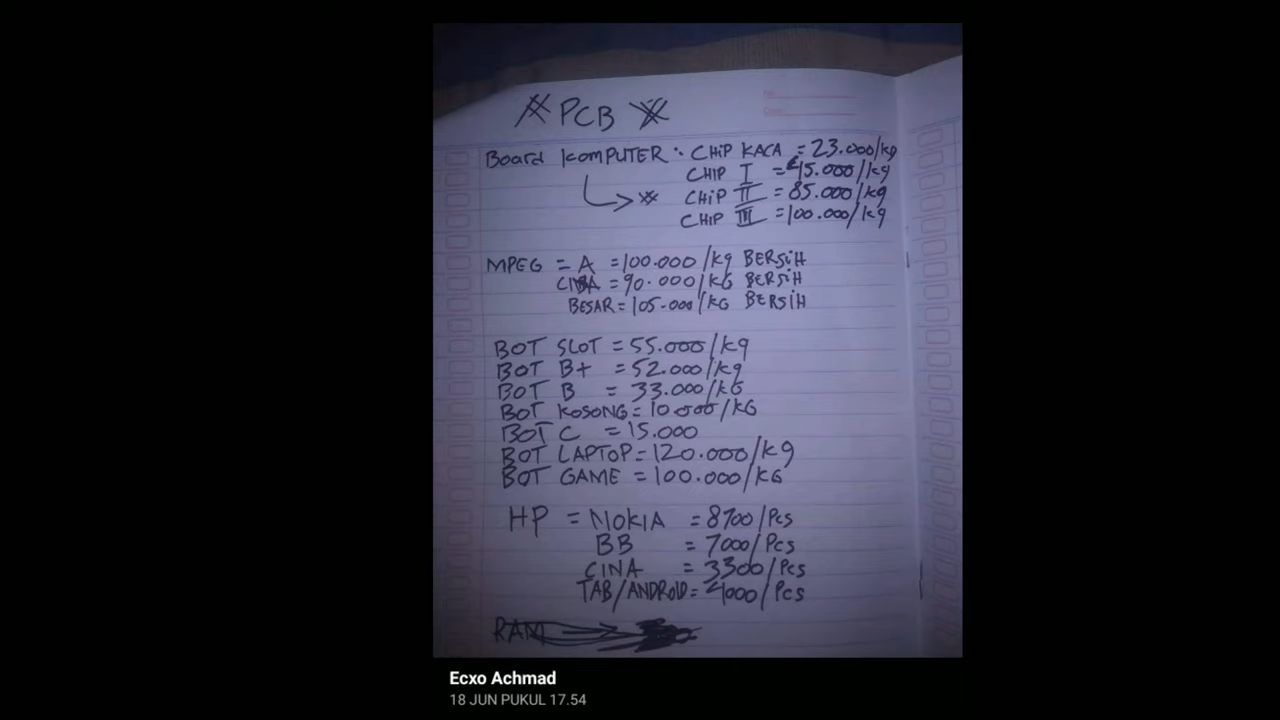 PCB
Board KOMPUTER : CHIP KACA = 23.000/kg
CHIP I = 45.000/kg
CHIP II = 85.000/kg
CHIP III = 100.000/kg
MPEG = A = 100.000/kg BERSIH
CINA = 90.000/KG BERSIH
BESAR = 105.000/KG BERSIH
BOT SLOT = 55.000/kg
BOT B+ = 52.000/kg
BOT B = 33.000/KG
BOT KOSONG = 10.000/KG
BOT C = 15.000
BOT LAPTOP = 120.000/kg
BOT GAME = 100.000/KG
HP = NOKIA = 8700/Pcs
BB = 7000/Pcs
CINA = 3300/Pcs
TAB/ANDROID = 4000/Pcs
RAM
Ecxo Achmad
18 JUN PUKUL 17.54